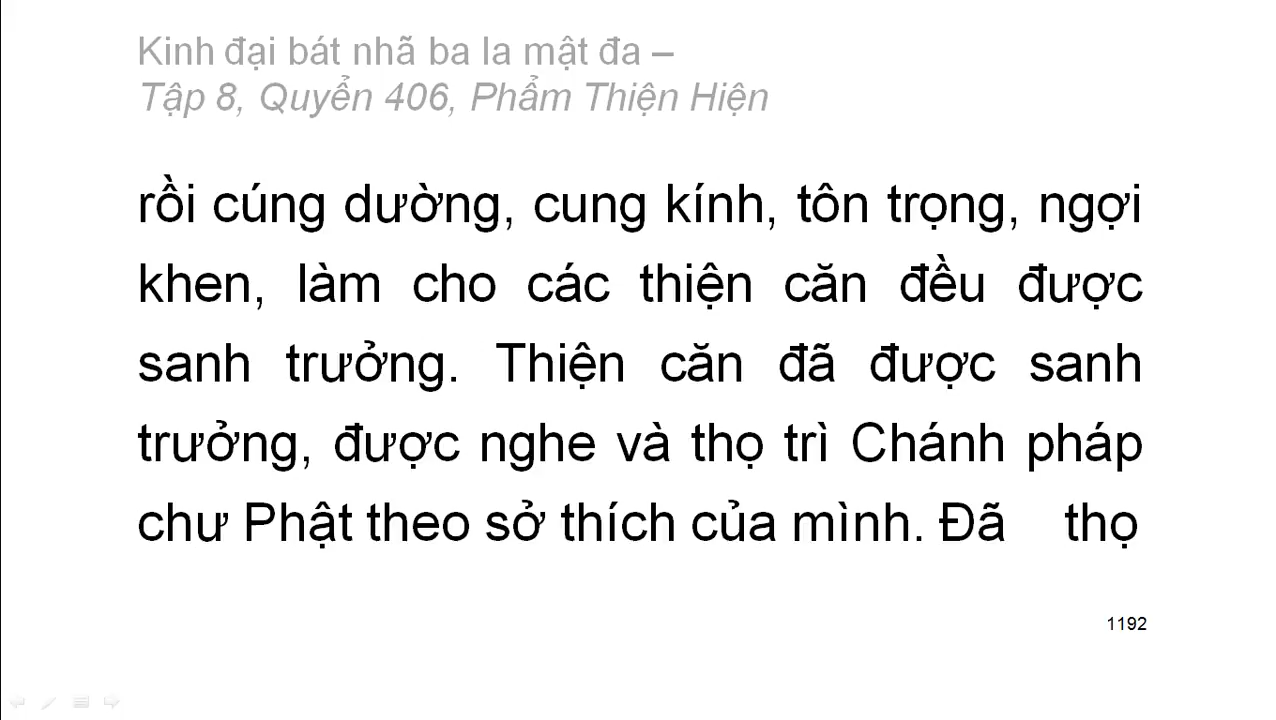 Kinh đại bát nhã ba la mật đa –
Tập 8, Quyển 406, Phẩm Thiện Hiện
rồi cúng dường, cung kính, tôn trọng, ngợi
khen, làm cho các thiện căn đều được
sanh trưởng. Thiện căn đã được sanh
trưởng, được nghe và thọ trì Chánh pháp
chư Phật theo sở thích của mình. Đã thọ
1192